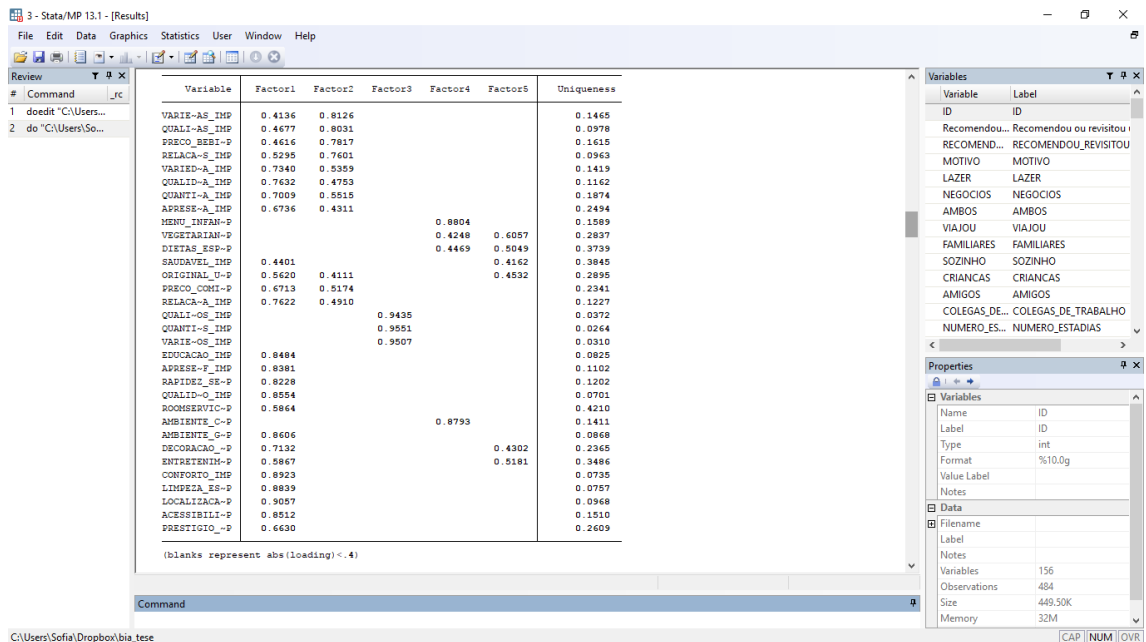 3 - Stata/MP 13.1 - [Results]
File Edit Data Graphics Statistics User Window Help
Review
# Command _rc
1 doedit "C:\Users...
2 do "C:\Users\So...
Variable Factor1 Factor2 Factor3 Factor4 Factor5 Uniqueness
VARIE~AS_IMP 0.4136 0.8126 0.1465
QUALI~AS_IMP 0.4677 0.8031 0.0978
PRECO_BEBI~P 0.4616 0.7817 0.1615
RELACA~S_IMP 0.5295 0.7601 0.0963
VARIED~A_IMP 0.7340 0.5359 0.1419
QUALID~A_IMP 0.7632 0.4753 0.1162
QUANTI~A_IMP 0.7009 0.5515 0.1874
APRESE~A_IMP 0.6736 0.4311 0.2494
MENU_INFAN~P 0.8804 0.1589
VEGETARIAN~P 0.4248 0.6057 0.2837
DIETAS_ESP~P 0.4469 0.5049 0.3739
SAUDAVEL_IMP 0.4401 0.4162 0.3845
ORIGINAL_U~P 0.5620 0.4111 0.4532 0.2895
PRECO_COMI~P 0.6713 0.5174 0.2341
RELACA~A_IMP 0.7622 0.4910 0.1227
QUALI~OS_IMP 0.9435 0.0372
QUANTI~S_IMP 0.9551 0.0264
VARIE~OS_IMP 0.9507 0.0310
EDUCACAO_IMP 0.8484 0.0825
APRESE~F_IMP 0.8381 0.1102
RAPIDEZ_SE~P 0.8228 0.1202
QUALID~O_IMP 0.8554 0.0701
ROOMSERVIC~P 0.5864 0.4210
AMBIENTE_C~P 0.8793 0.1411
AMBIENTE_G~P 0.8606 0.0868
DECORACAO_~P 0.7132 0.4302 0.2365
ENTRETENIM~P 0.5867 0.5181 0.3486
CONFORTO_IMP 0.8923 0.0735
LIMPEZA_ES~P 0.8839 0.0757
LOCALIZACA~P 0.9057 0.0968
ACESSIBILI~P 0.8512 0.1510
PRESTIGIO_~P 0.6630 0.2609
(blanks represent abs(loading)<.4)
Command
Variables
Variable Label
ID ID
Recomendou... Recomendou ou revisitou
RECOMEND... RECOMENDOU_REVISITOU
MOTIVO MOTIVO
LAZER LAZER
NEGOCIOS NEGOCIOS
AMBOS AMBOS
VIAJOU VIAJOU
FAMILIARES FAMILIARES
SOZINHO SOZINHO
CRIANCAS CRIANCAS
AMIGOS AMIGOS
COLEGAS_DE... COLEGAS_DE_TRABALHO
NUMERO_ES... NUMERO_ESTADIAS
Properties
Variables
Name ID
Label ID
Type int
Format %10.0g
Value Label
Notes
Data
Filename
Label
Notes
Variables 156
Observations 484
Size 449.50K
Memory 32M
C:\Users\Sofia\Dropbox\bia_tese
CAP NUM OVR